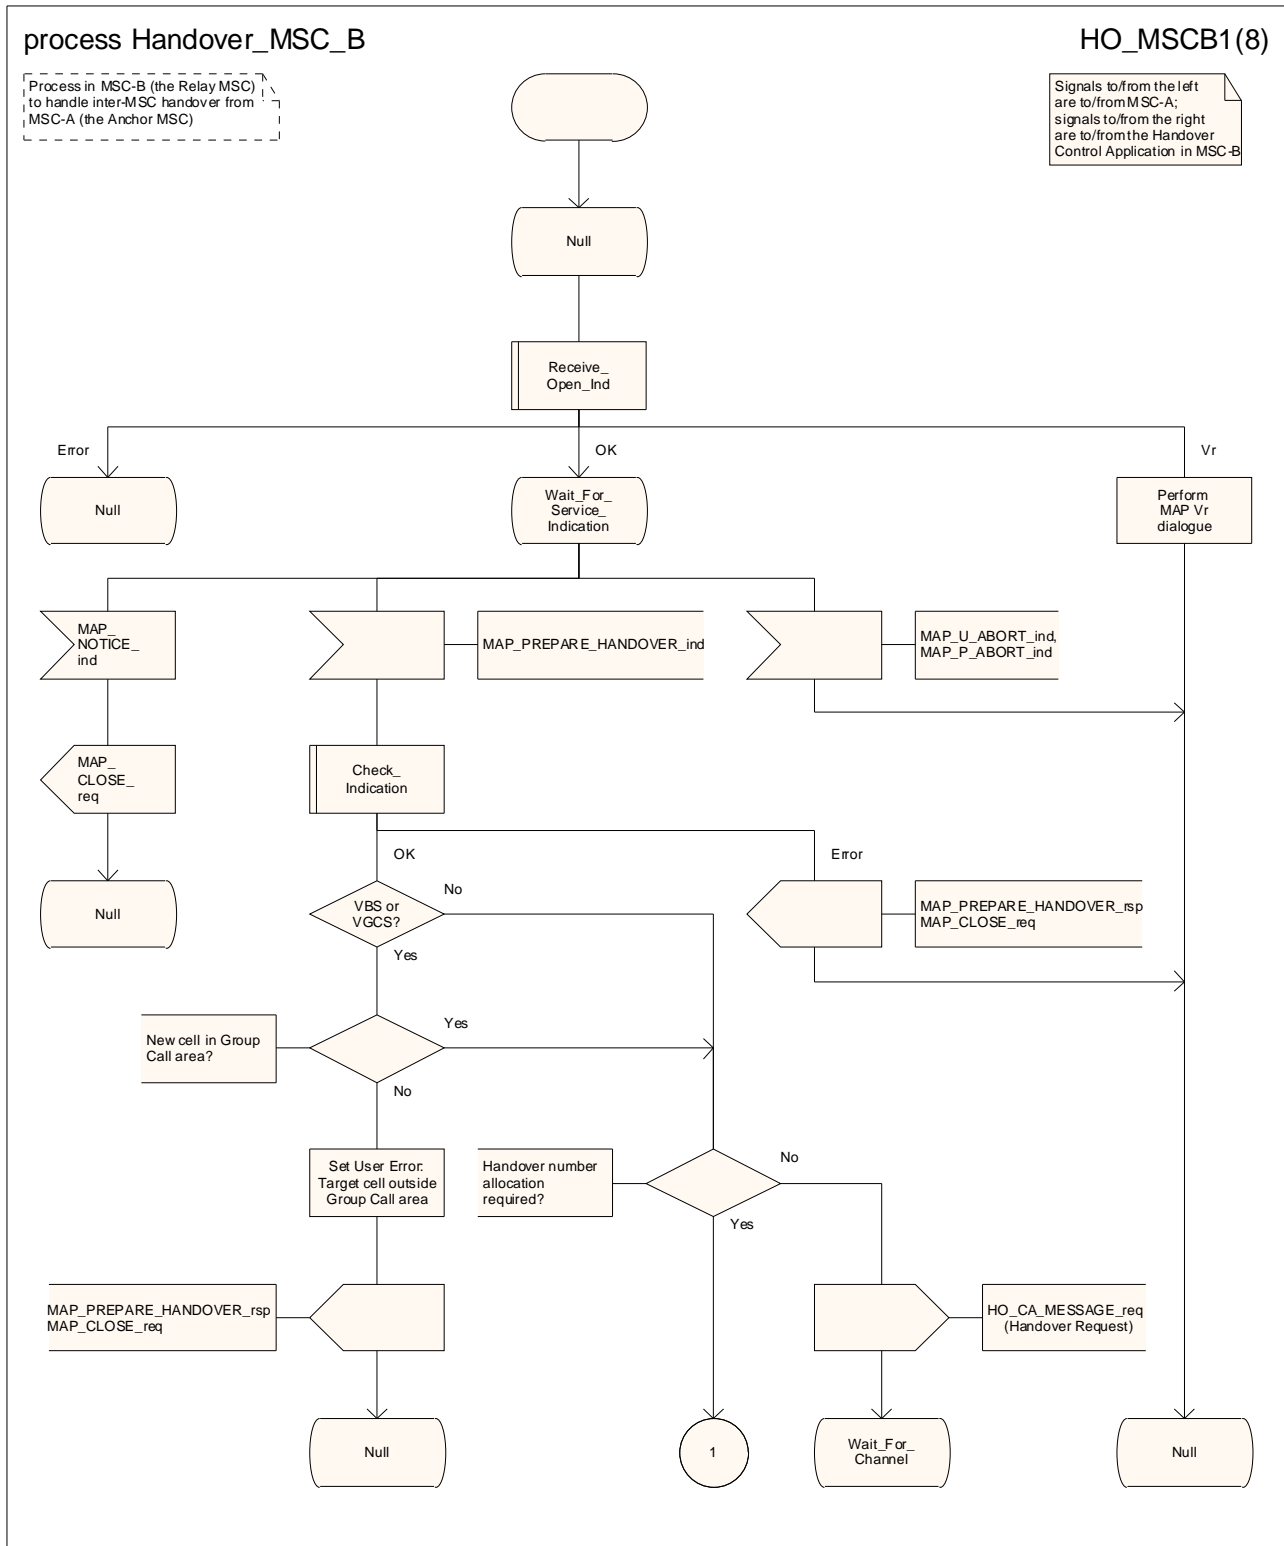 process Handover_MSC_B
HO_MSCB1(8)
Process in MSC-B (the Relay MSC)
to handle inter-MSC handover from
MSC-A (the Anchor MSC)
Signals to/from the left
are to/from MSC-A;
signals to/from the right
are to/from the Handover
Control Application in MSC-B
Null
Receive_
Open_Ind
Error
OK
Vr
Null
Wait_For_
Service_
Indication
Perform
MAP Vr
dialogue
MAP_
NOTICE_
ind
MAP_PREPARE_HANDOVER_ind
MAP_U_ABORT_ind,
MAP_P_ABORT_ind
MAP_
CLOSE_
req
Check_
Indication
OK
Error
Null
VBS or
VGCS?
No
Yes
MAP_PREPARE_HANDOVER_rsp
MAP_CLOSE_req
New cell in Group
Call area?
Yes
No
Set User Error:
Target cell outside
Group Call area
Handover number
allocation
required?
No
Yes
MAP_PREPARE_HANDOVER_rsp
MAP_CLOSE_req
HO_CA_MESSAGE_req
(Handover Request)
Null
1
Wait_For_
Channel
Null